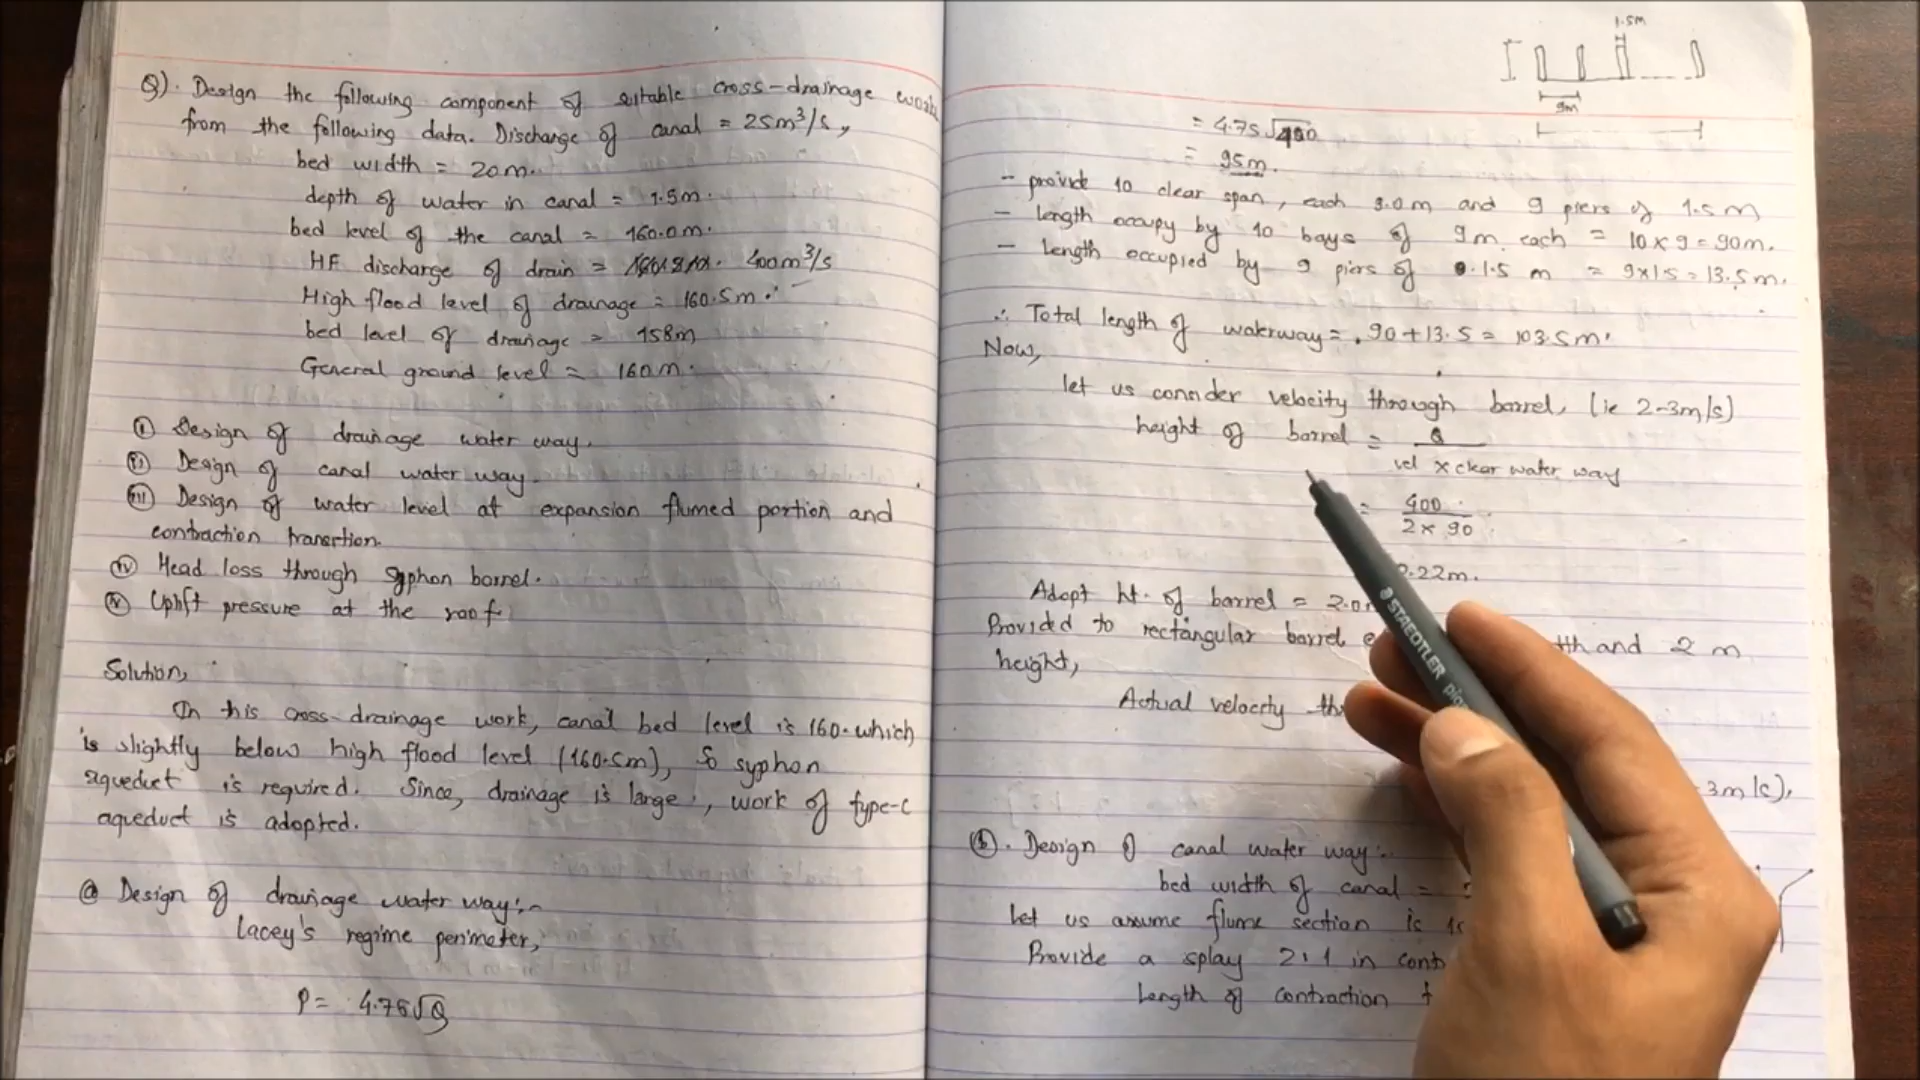 Q). Design the following component of suitable cross-drainage work
from the following data. Discharge of canal = 25m³/s,
bed width = 20m.
depth of water in canal = 1.5m.
bed level of the canal = 160.0m.
HF discharge of drain = 400m³/s
High flood level of drainage = 160.5m.
bed level of drainage = 158m
General ground level = 160m.
(i) Design of drainage water way.
(ii) Design of canal water way.
(iii) Design of water level at expansion flumed portion and
contraction transition.
(iv) Head loss through syphon barrel.
(v) Uplift pressure at the roof
Solution,
In this cross-drainage work, canal bed level is 160. which
is slightly below high flood level (160.5m), So syphon
aqueduct is required. Since, drainage is large, work of type-C
aqueduct is adopted.
(a) Design of drainage water way:-
Lacey's regime perimeter,
P = 4.75√Q
1.5m
9m
= 4.75√400
= 95m.
- provide 10 clear span, each 9.0m and 9 piers of 1.5m
- length occupy by 10 bays of 9m each = 10x9 = 90m.
- length occupied by 9 piers of 1.5 m = 9x1.5 = 13.5m.
∴ Total length of waterway = 90+13.5 = 103.5m.
Now,
let us consider velocity through barrel, (ie 2-3m/s)
height of barrel = Q
vel x clear water way
= 400
2 x 90
2.22m.
Adopt ht. of barrel = 2.0
Provided to rectangular barrel and 2 m
height,
Actual velocity
3m/s),
(b). Design of canal water way:-
bed width of canal =
Let us assume flume section is
Provide a splay 2:1 in
Length of contraction
STAEDTLER